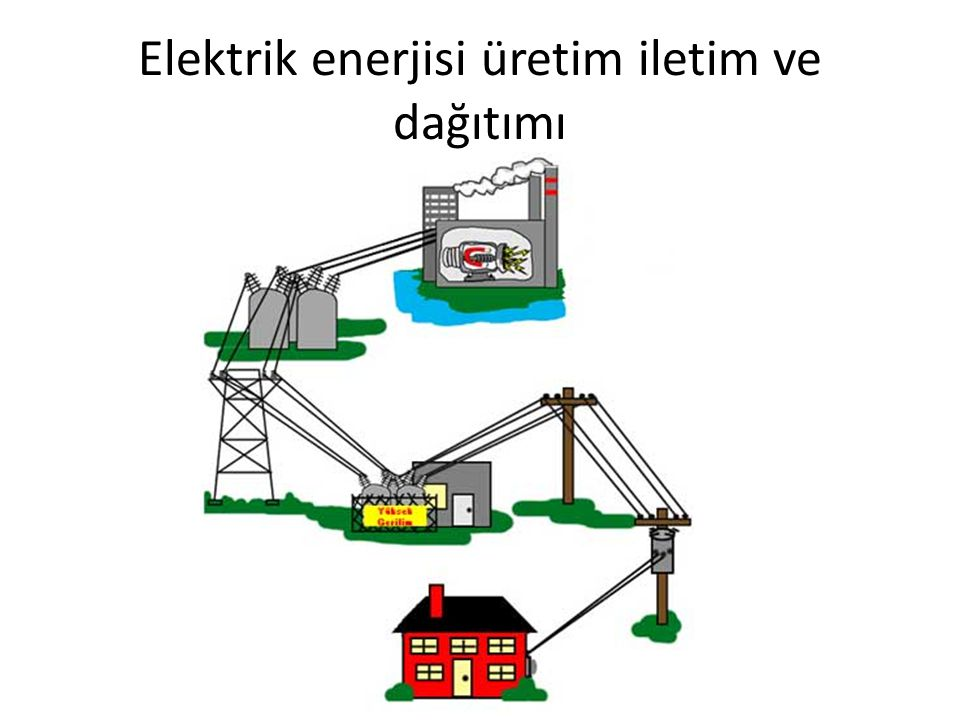 Elektrik enerjisi üretim iletim ve
dağıtımı
Yüksek
Gerilim